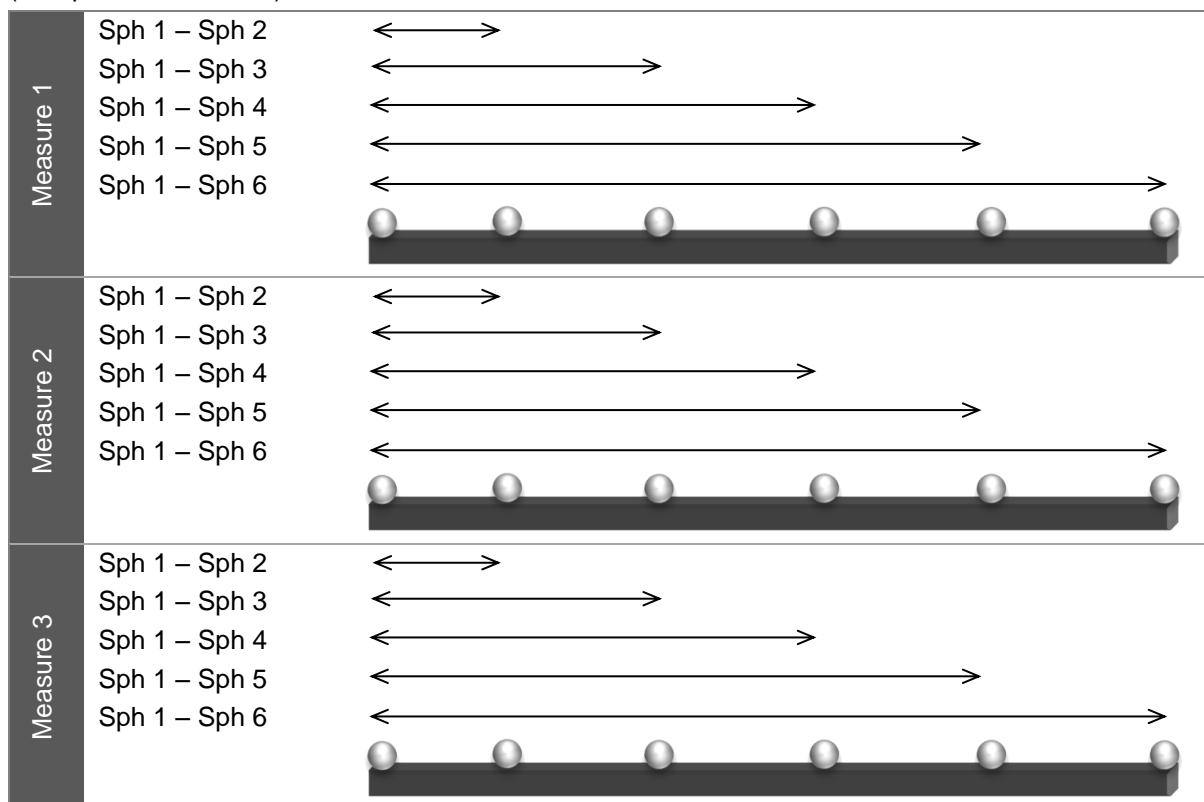 Measure 1
Sph 1 – Sph 2
Sph 1 – Sph 3
Sph 1 – Sph 4
Sph 1 – Sph 5
Sph 1 – Sph 6
Measure 2
Sph 1 – Sph 2
Sph 1 – Sph 3
Sph 1 – Sph 4
Sph 1 – Sph 5
Sph 1 – Sph 6
Measure 3
Sph 1 – Sph 2
Sph 1 – Sph 3
Sph 1 – Sph 4
Sph 1 – Sph 5
Sph 1 – Sph 6